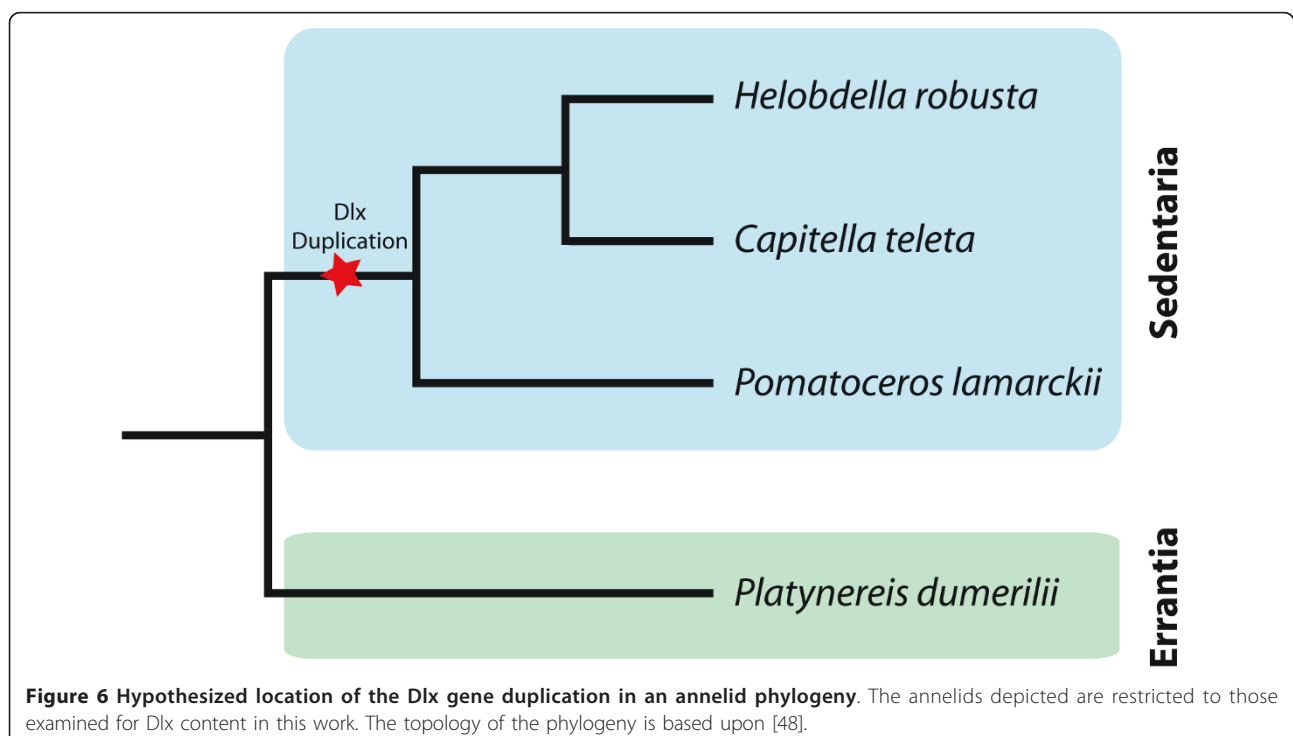 Helobdella robusta
Dlx
Duplication
Capitella teleta
Sedentaria
Pomatoceros lamarckii
Platynereis dumerilii
Errantia
Figure 6 Hypothesized location of the Dlx gene duplication in an annelid phylogeny. The annelids depicted are restricted to those
examined for Dlx content in this work. The topology of the phylogeny is based upon [48].